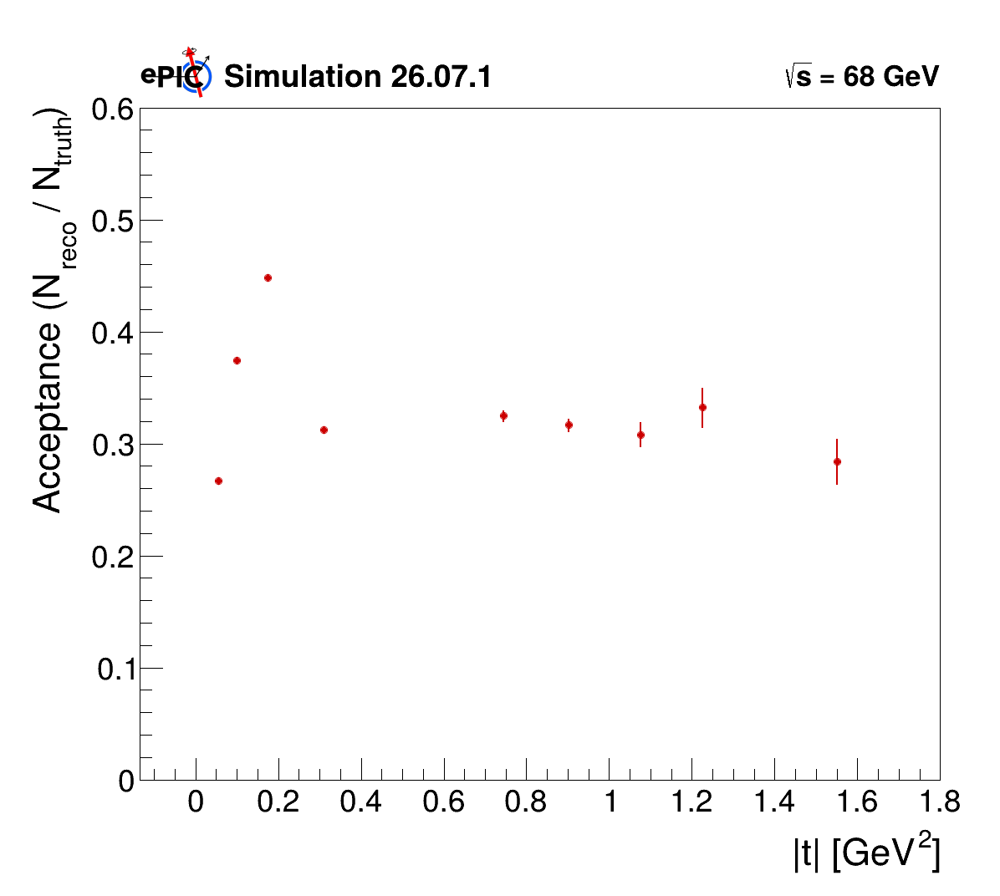 ePIC Simulation 26.07.1
√s = 68 GeV
Acceptance (N_reco / N_truth)
0.6
0.5
0.4
0.3
0.2
0.1
0
0 0.2 0.4 0.6 0.8 1 1.2 1.4 1.6 1.8
|t| [GeV²]